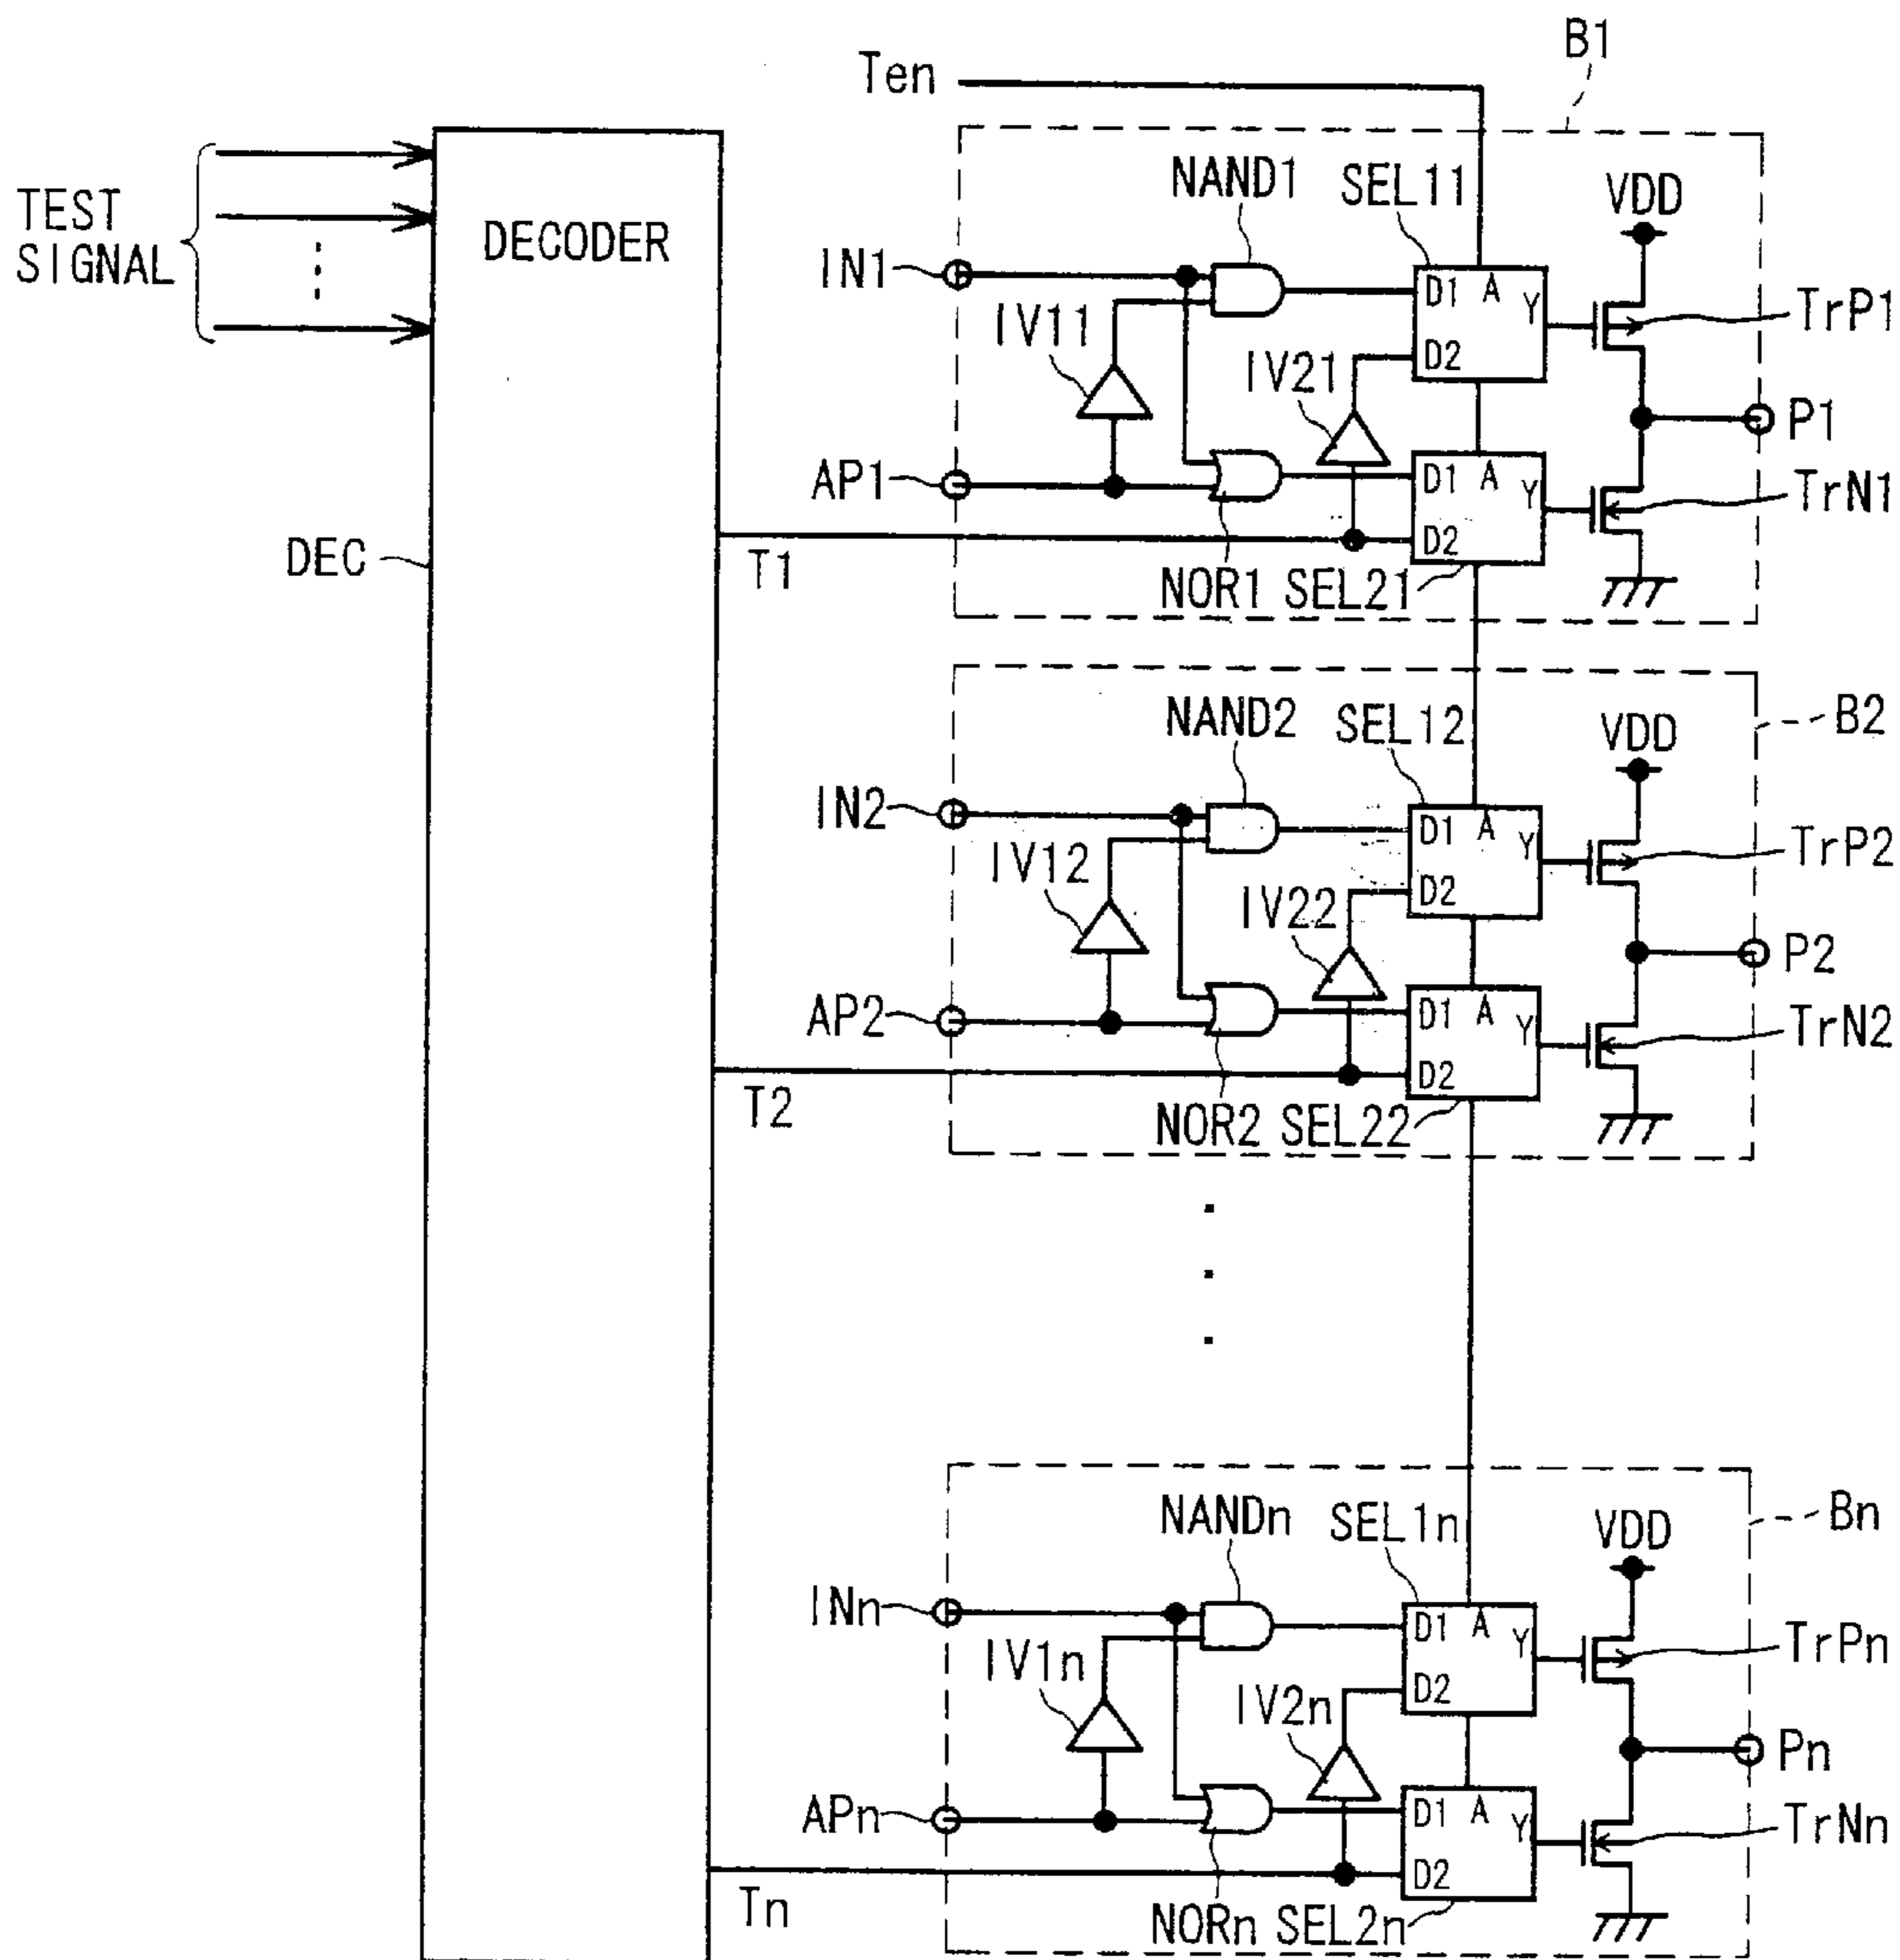 B1
Ten
TEST
SIGNAL
DECODER
NAND1
SEL11
VDD
IN1
D1 A Y
TrP1
IV11
D2
IV21
P1
AP1
D1 A Y
TrN1
DEC
D2
T1
NOR1 SEL21
NAND2
SEL12
B2
VDD
IN2
D1 A Y
TrP2
IV12
D2
IV22
P2
AP2
D1 A Y
TrN2
D2
T2
NOR2 SEL22
NANDn
SEL1n
Bn
VDD
INn
D1 A Y
TrPn
IV1n
D2
IV2n
Pn
APn
D1 A Y
TrNn
D2
Tn
NORn SEL2n